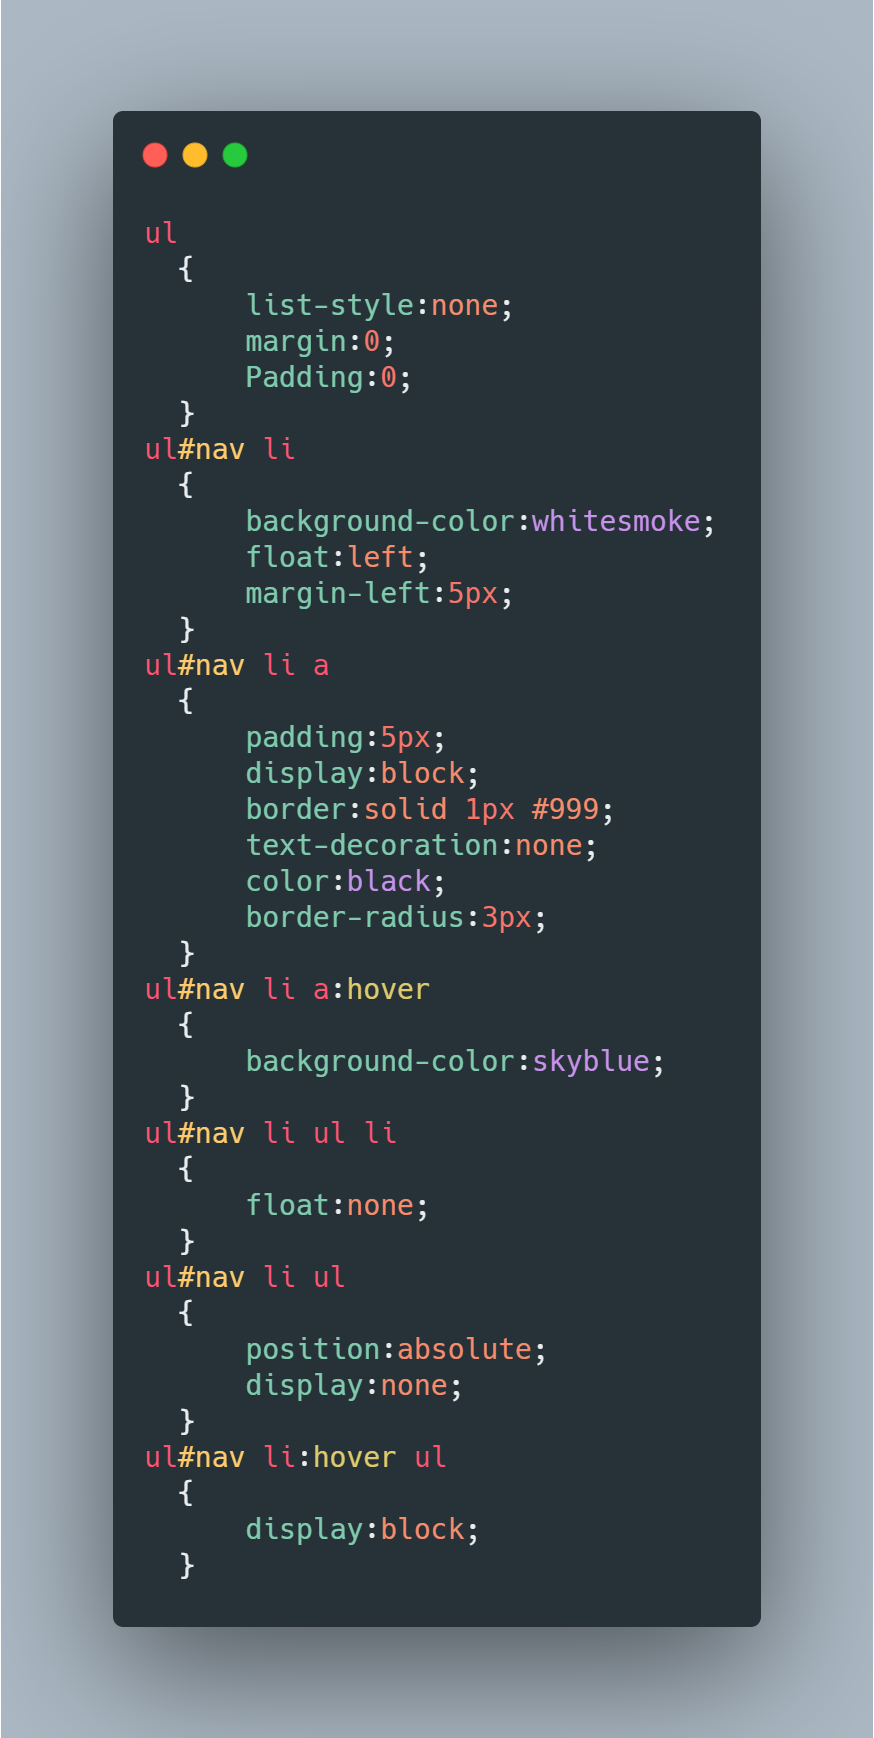 ul
  {
      list-style:none;
      margin:0;
      Padding:0;
  }
ul#nav li
  {
      background-color:whitesmoke;
      float:left;
      margin-left:5px;
  }
ul#nav li a
  {
      padding:5px;
      display:block;
      border:solid 1px #999;
      text-decoration:none;
      color:black;
      border-radius:3px;
  }
ul#nav li a:hover
  {
      background-color:skyblue;
  }
ul#nav li ul li
  {
      float:none;
  }
ul#nav li ul
  {
      position:absolute;
      display:none;
  }
ul#nav li:hover ul
  {
      display:block;
  }